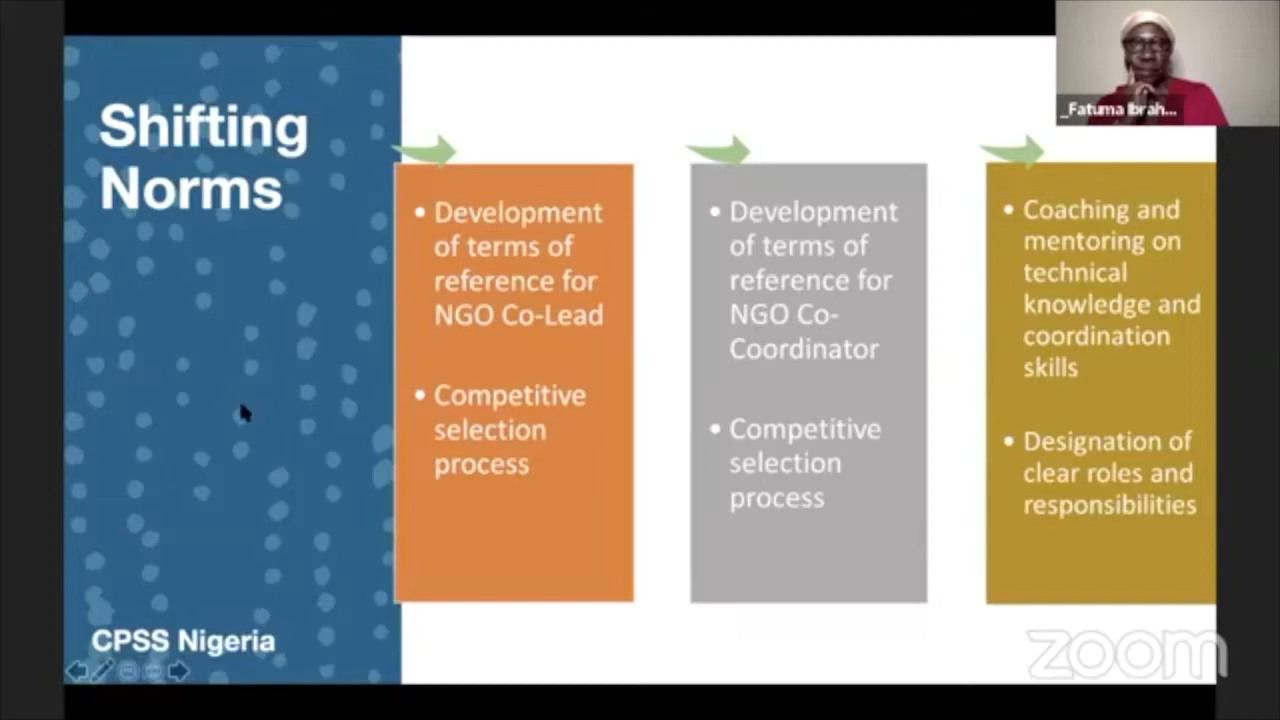 Shifting
Norms
• Development
of terms of
reference for
NGO Co-Lead
• Competitive
selection
process
• Development
of terms of
reference for
NGO Co-
Coordinator
• Competitive
selection
process
• Coaching and
mentoring on
technical
knowledge and
coordination
skills
• Designation of
clear roles and
responsibilities
CPSS Nigeria
_Fatuma Ibrah...
zoom